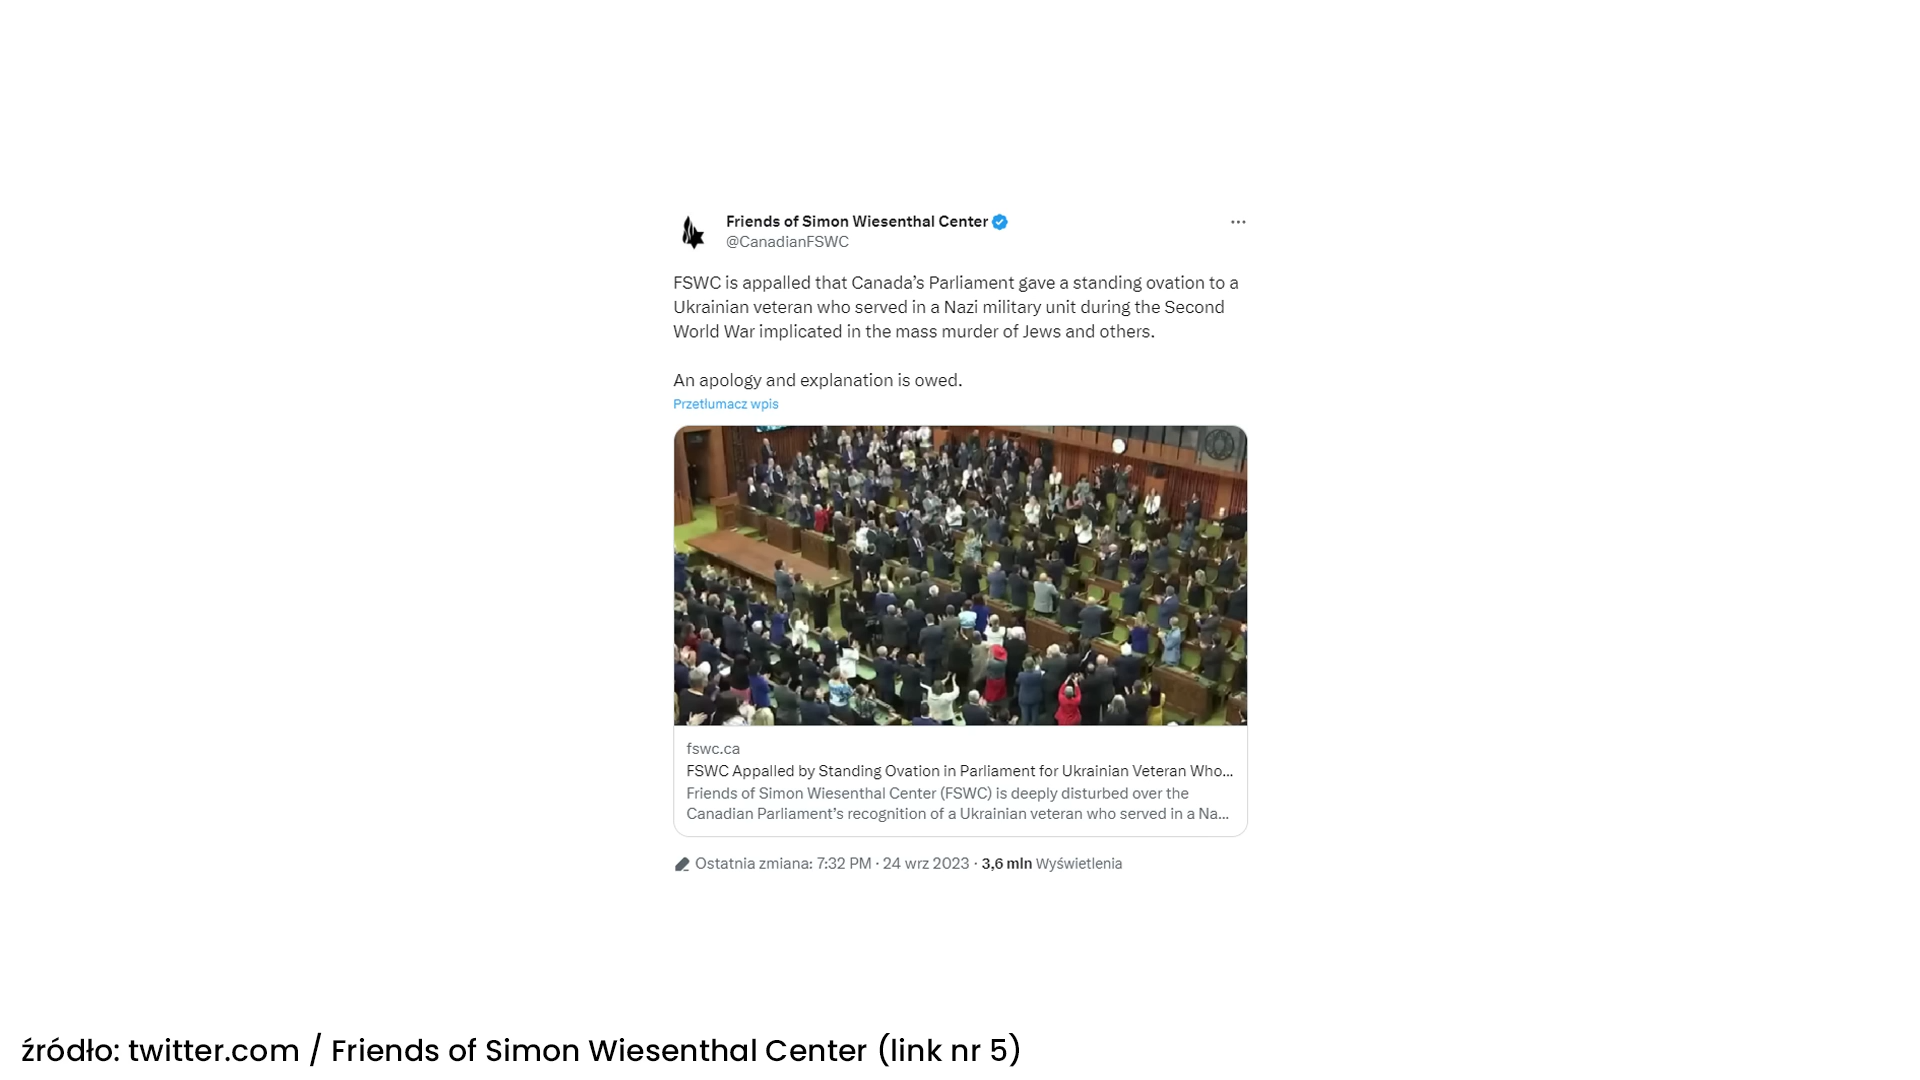 Friends of Simon Wiesenthal Center
@CanadianFSWC
FSWC is appalled that Canada’s Parliament gave a standing ovation to a
Ukrainian veteran who served in a Nazi military unit during the Second
World War implicated in the mass murder of Jews and others.
An apology and explanation is owed.
Przetłumacz wpis
fswc.ca
FSWC Appalled by Standing Ovation in Parliament for Ukrainian Veteran Who...
Friends of Simon Wiesenthal Center (FSWC) is deeply disturbed over the
Canadian Parliament’s recognition of a Ukrainian veteran who served in a Na...
Ostatnia zmiana: 7:32 PM · 24 wrz 2023 · 3,6 mln Wyświetlenia
źródło: twitter.com / Friends of Simon Wiesenthal Center (link nr 5)